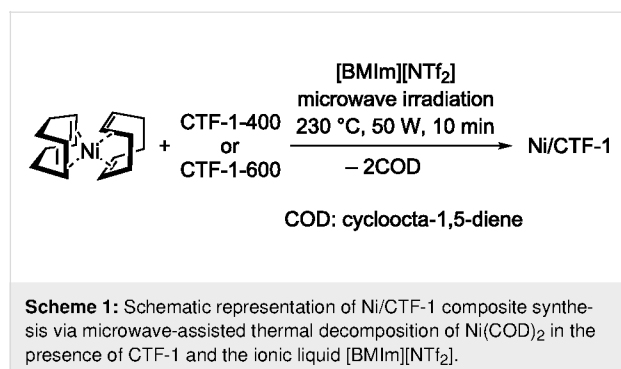 [BMIm][NTf2]
microwave irradiation
230 °C, 50 W, 10 min
Ni + CTF-1-400 or CTF-1-600 Ni/CTF-1
– 2COD
COD: cycloocta-1,5-diene
Scheme 1: Schematic representation of Ni/CTF-1 composite synthe-
sis via microwave-assisted thermal decomposition of Ni(COD)2 in the
presence of CTF-1 and the ionic liquid [BMIm][NTf2].